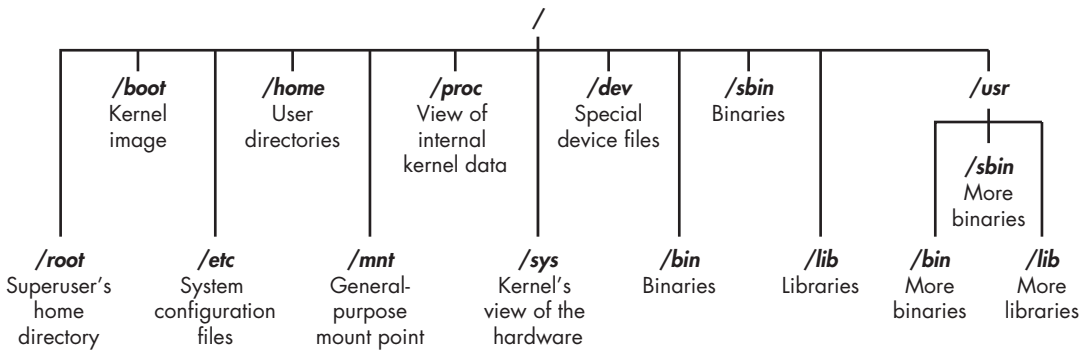 /
/boot
Kernel
image
/home
User
directories
/proc
View of
internal
kernel data
/dev
Special
device files
/sbin
Binaries
/usr
/sbin
More
binaries
/root
Superuser's
home
directory
/etc
System
configuration
files
/mnt
General-
purpose
mount point
/sys
Kernel's
view of the
hardware
/bin
Binaries
/lib
Libraries
/bin
More
binaries
/lib
More
libraries